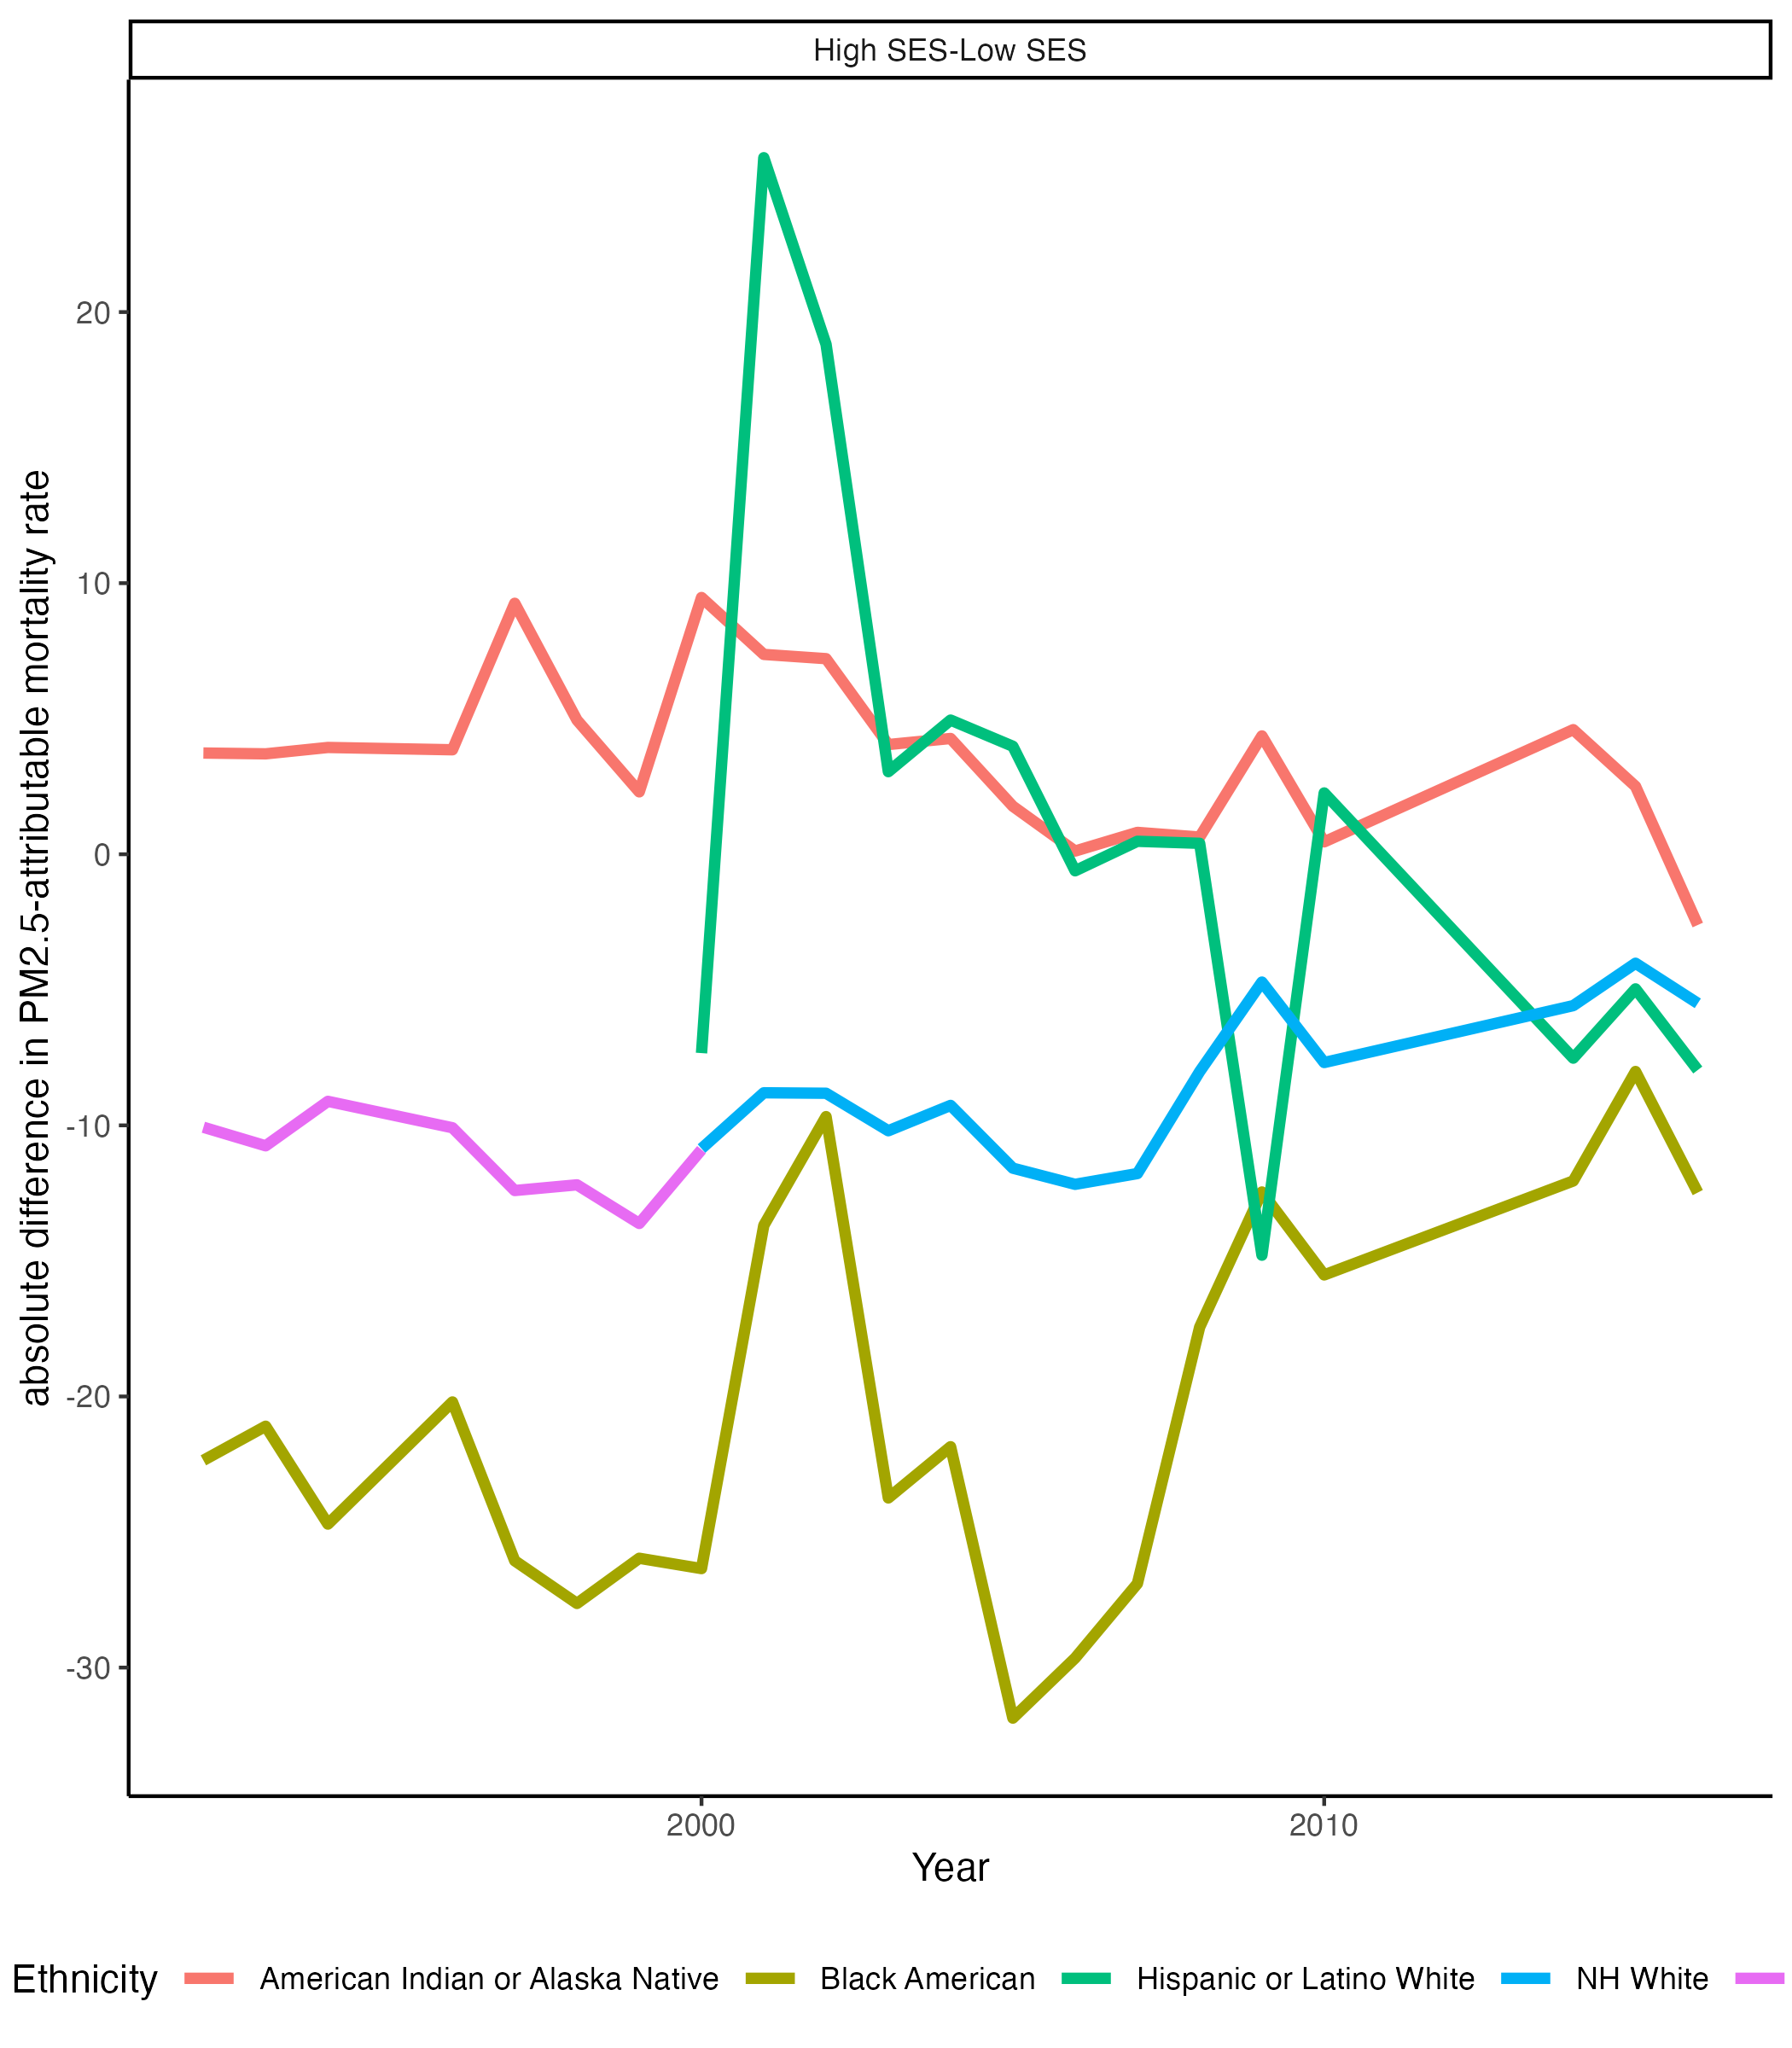 High SES-Low SES
absolute difference in PM2.5-attributable mortality rate
20
10
0
-10
-20
-30
2000
2010
Year
Ethnicity American Indian or Alaska Native Black American Hispanic or Latino White NH White